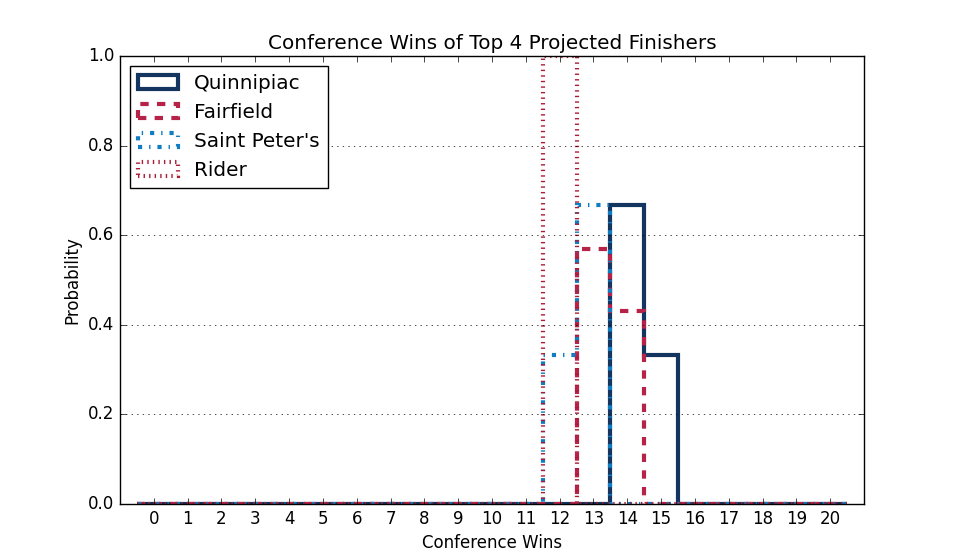 Conference Wins of Top 4 Projected Finishers
1.0
0.8
0.6
0.4
0.2
0.0
Probability
Quinnipiac
Fairfield
Saint Peter's
Rider
0 1 2 3 4 5 6 7 8 9 10 11 12 13 14 15 16 17 18 19 20
Conference Wins